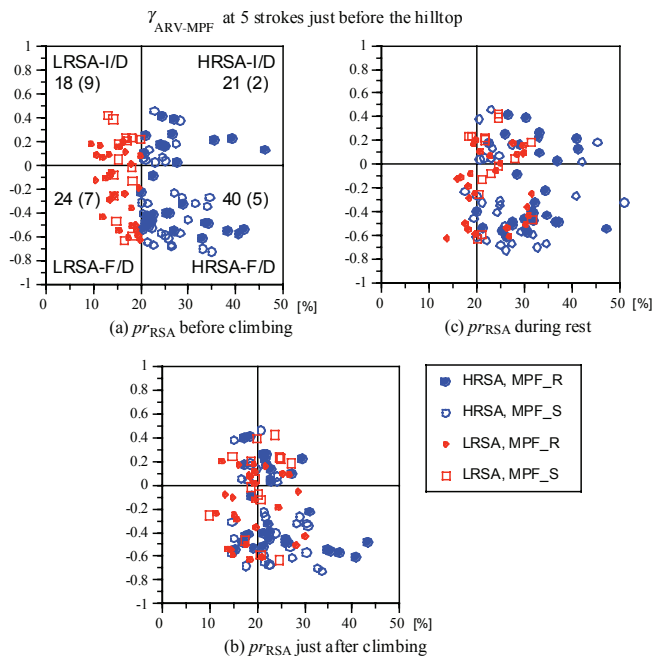 γARV-MPF at 5 strokes just before the hilltop
1
0.8
0.6
0.4
0.2
0
-0.2
-0.4
-0.6
-0.8
-1
LRSA-I/D
18 (9)
HRSA-I/D
21 (2)
24 (7)
40 (5)
LRSA-F/D
HRSA-F/D
0 10 20 30 40 50 [%]
(a) prRSA before climbing
1
0.8
0.6
0.4
0.2
0
-0.2
-0.4
-0.6
-0.8
-1
0 10 20 30 40 50 [%]
(c) prRSA during rest
1
0.8
0.6
0.4
0.2
0
-0.2
-0.4
-0.6
-0.8
-1
0 10 20 30 40 50 [%]
(b) prRSA just after climbing
HRSA, MPF_R
HRSA, MPF_S
LRSA, MPF_R
LRSA, MPF_S